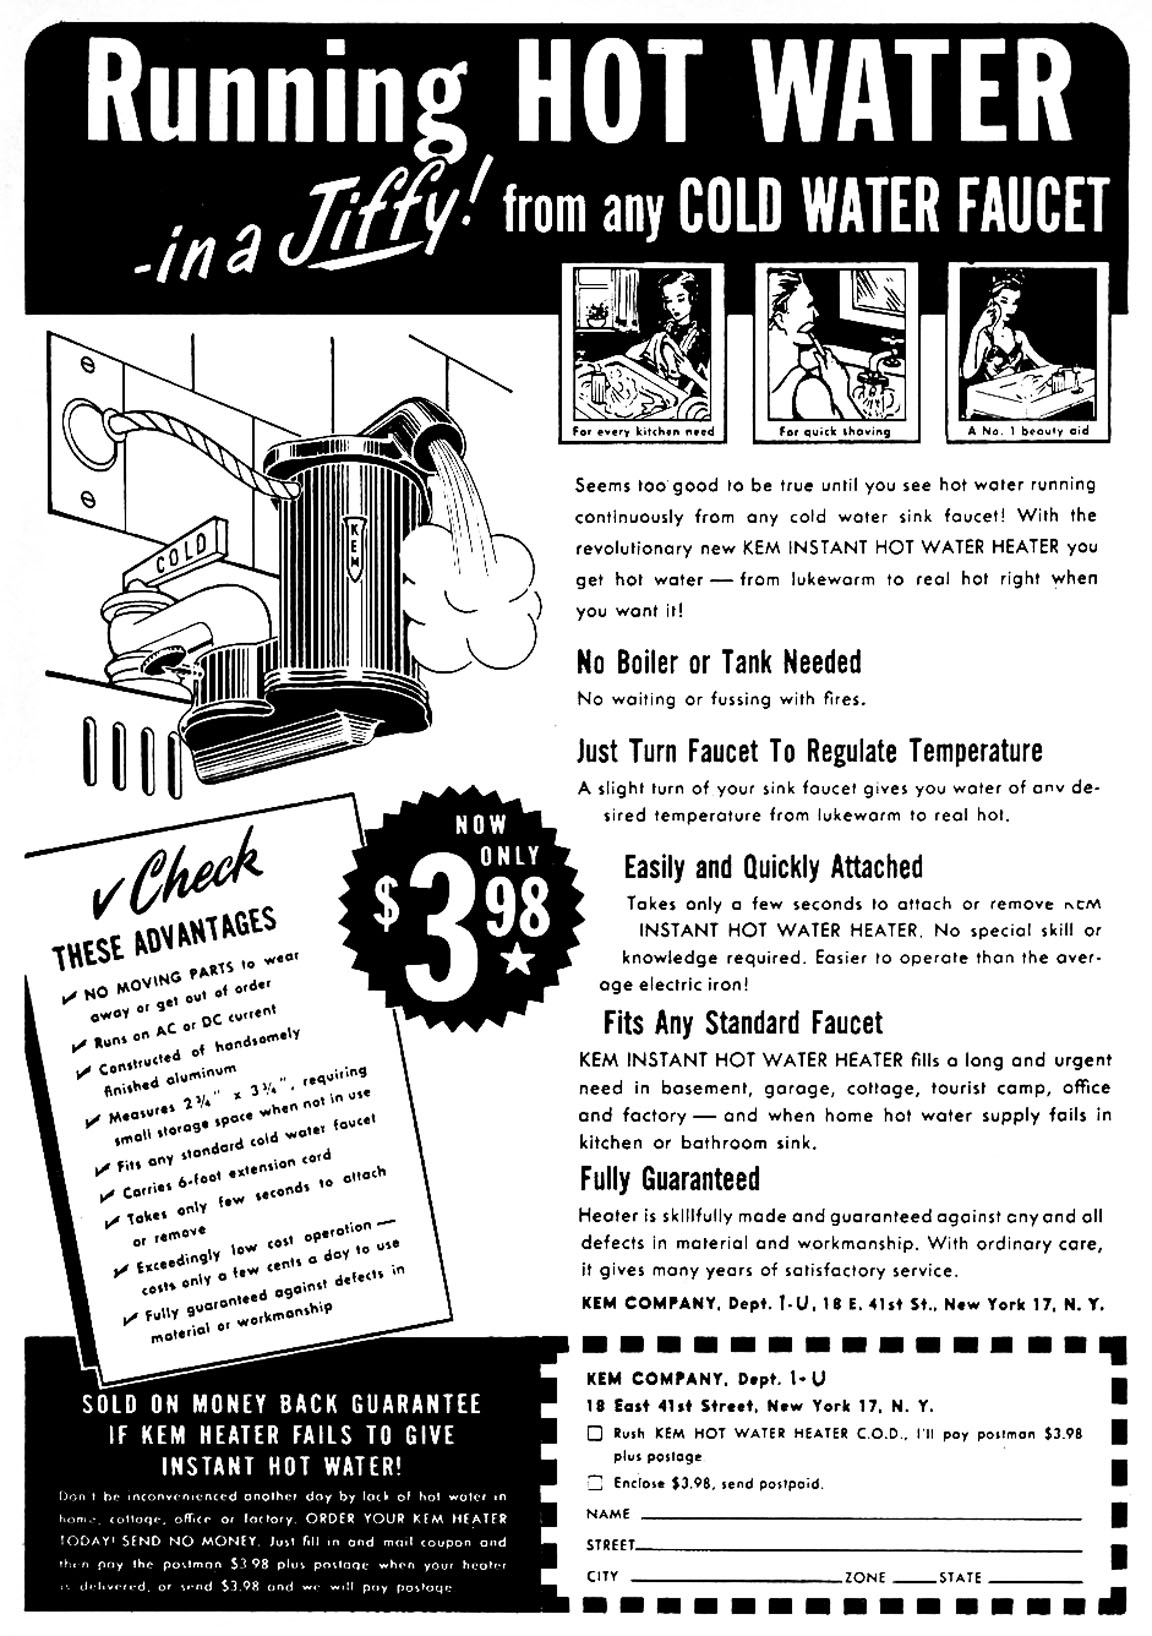 Running HOT WATER
-in a Jiffy! from any COLD WATER FAUCET
For every kitchen need
For quick shaving
A No. 1 beauty aid
COLD
KEM
Seems too good to be true until you see hot water running
continuously from any cold water sink faucet! With the
revolutionary new KEM INSTANT HOT WATER HEATER you
get hot water — from lukewarm to real hot right when
you want it!
No Boiler or Tank Needed
No waiting or fussing with fires.
Just Turn Faucet To Regulate Temperature
A slight turn of your sink faucet gives you water of any de-
sired temperature from lukewarm to real hot.
Easily and Quickly Attached
Takes only a few seconds to attach or remove KEM
INSTANT HOT WATER HEATER. No special skill or
knowledge required. Easier to operate than the aver-
age electric iron!
Fits Any Standard Faucet
KEM INSTANT HOT WATER HEATER fills a long and urgent
need in basement, garage, cottage, tourist camp, office
and factory — and when home hot water supply fails in
kitchen or bathroom sink.
Fully Guaranteed
Heater is skillfully made and guaranteed against any and all
defects in material and workmanship. With ordinary care,
it gives many years of satisfactory service.
KEM COMPANY, Dept. 1-U, 18 E. 41st St., New York 17, N. Y.
NOW
ONLY
$3 98
✓ Check
THESE ADVANTAGES
✓ NO MOVING PARTS to wear
away or get out of order
✓ Runs on AC or DC current
✓ Constructed of handsomely
finished aluminum
✓ Measures 2¾" x 3¾", requiring
small storage space when not in use
✓ Fits any standard cold water faucet
✓ Carries 6-foot extension cord
✓ Takes only few seconds to attach
or remove
✓ Exceedingly low cost operation —
costs only a few cents a day to use
✓ Fully guaranteed against defects in
material or workmanship
SOLD ON MONEY BACK GUARANTEE
IF KEM HEATER FAILS TO GIVE
INSTANT HOT WATER!
Don't be inconvenienced another day by lack of hot water in
home, cottage, office or factory. ORDER YOUR KEM HEATER
TODAY! SEND NO MONEY. Just fill in and mail coupon and
then pay the postman $3.98 plus postage when your heater
is delivered, or send $3.98 and we will pay postage
KEM COMPANY, Dept. 1-U
18 East 41st Street, New York 17, N. Y.
☐ Rush KEM HOT WATER HEATER C.O.D., I'll pay postman $3.98
plus postage
☐ Enclose $3.98, send postpaid.
NAME
STREET
CITY ZONE STATE